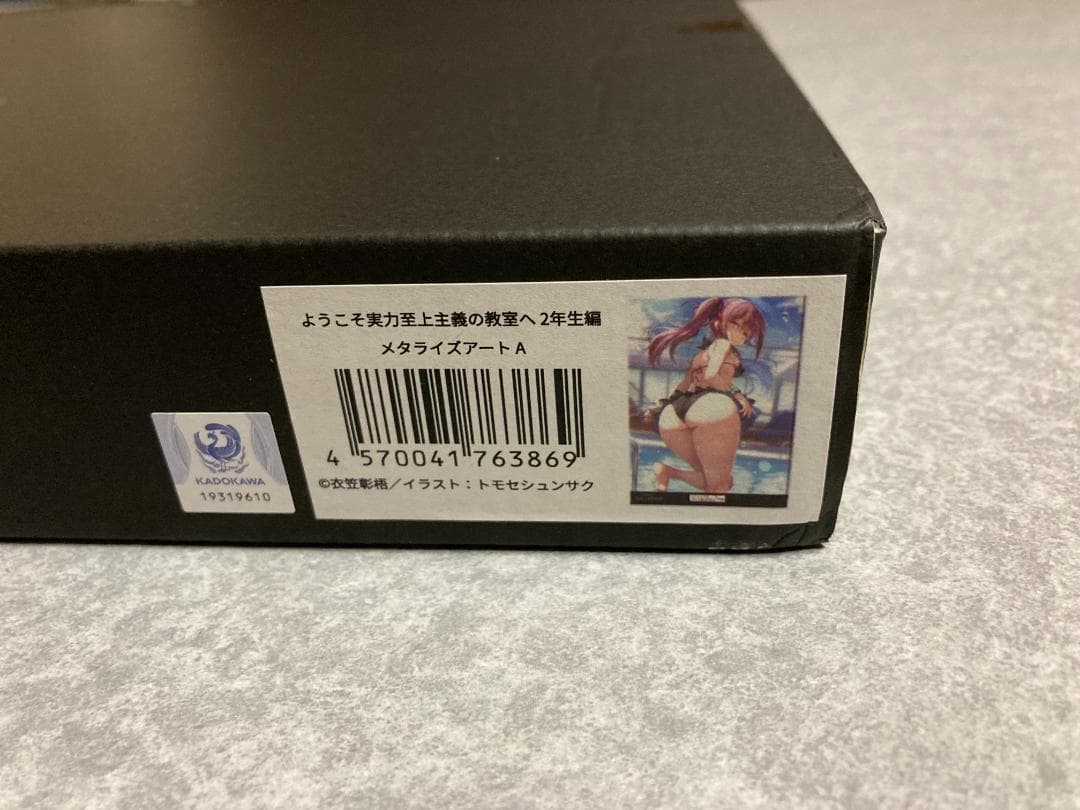 ようこそ実力至上主義の教室へ 2年生編
メタライズアート A
4 570041 763869
©衣笠彰梧／イラスト：トモセシュンサク
KADOKAWA
19319610